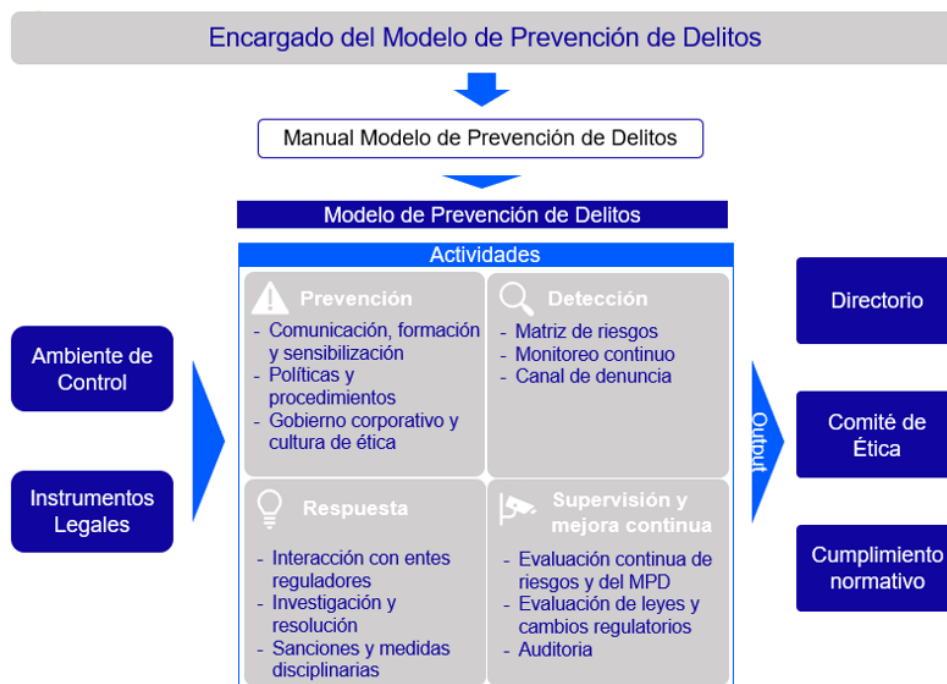 Encargado del Modelo de Prevención de Delitos
Manual Modelo de Prevención de Delitos
Modelo de Prevención de Delitos
Actividades
Ambiente de
Control
Instrumentos
Legales
Prevención
- Comunicación, formación
y sensibilización
- Políticas y
procedimientos
- Gobierno corporativo y
cultura de ética
Detección
- Matriz de riesgos
- Monitoreo continuo
- Canal de denuncia
Respuesta
- Interacción con entes
reguladores
- Investigación y
resolución
- Sanciones y medidas
disciplinarias
Supervisión y
mejora continua
- Evaluación continua de
riesgos y del MPD
- Evaluación de leyes y
cambios regulatorios
- Auditoria
Output
Directorio
Comité de
Ética
Cumplimiento
normativo